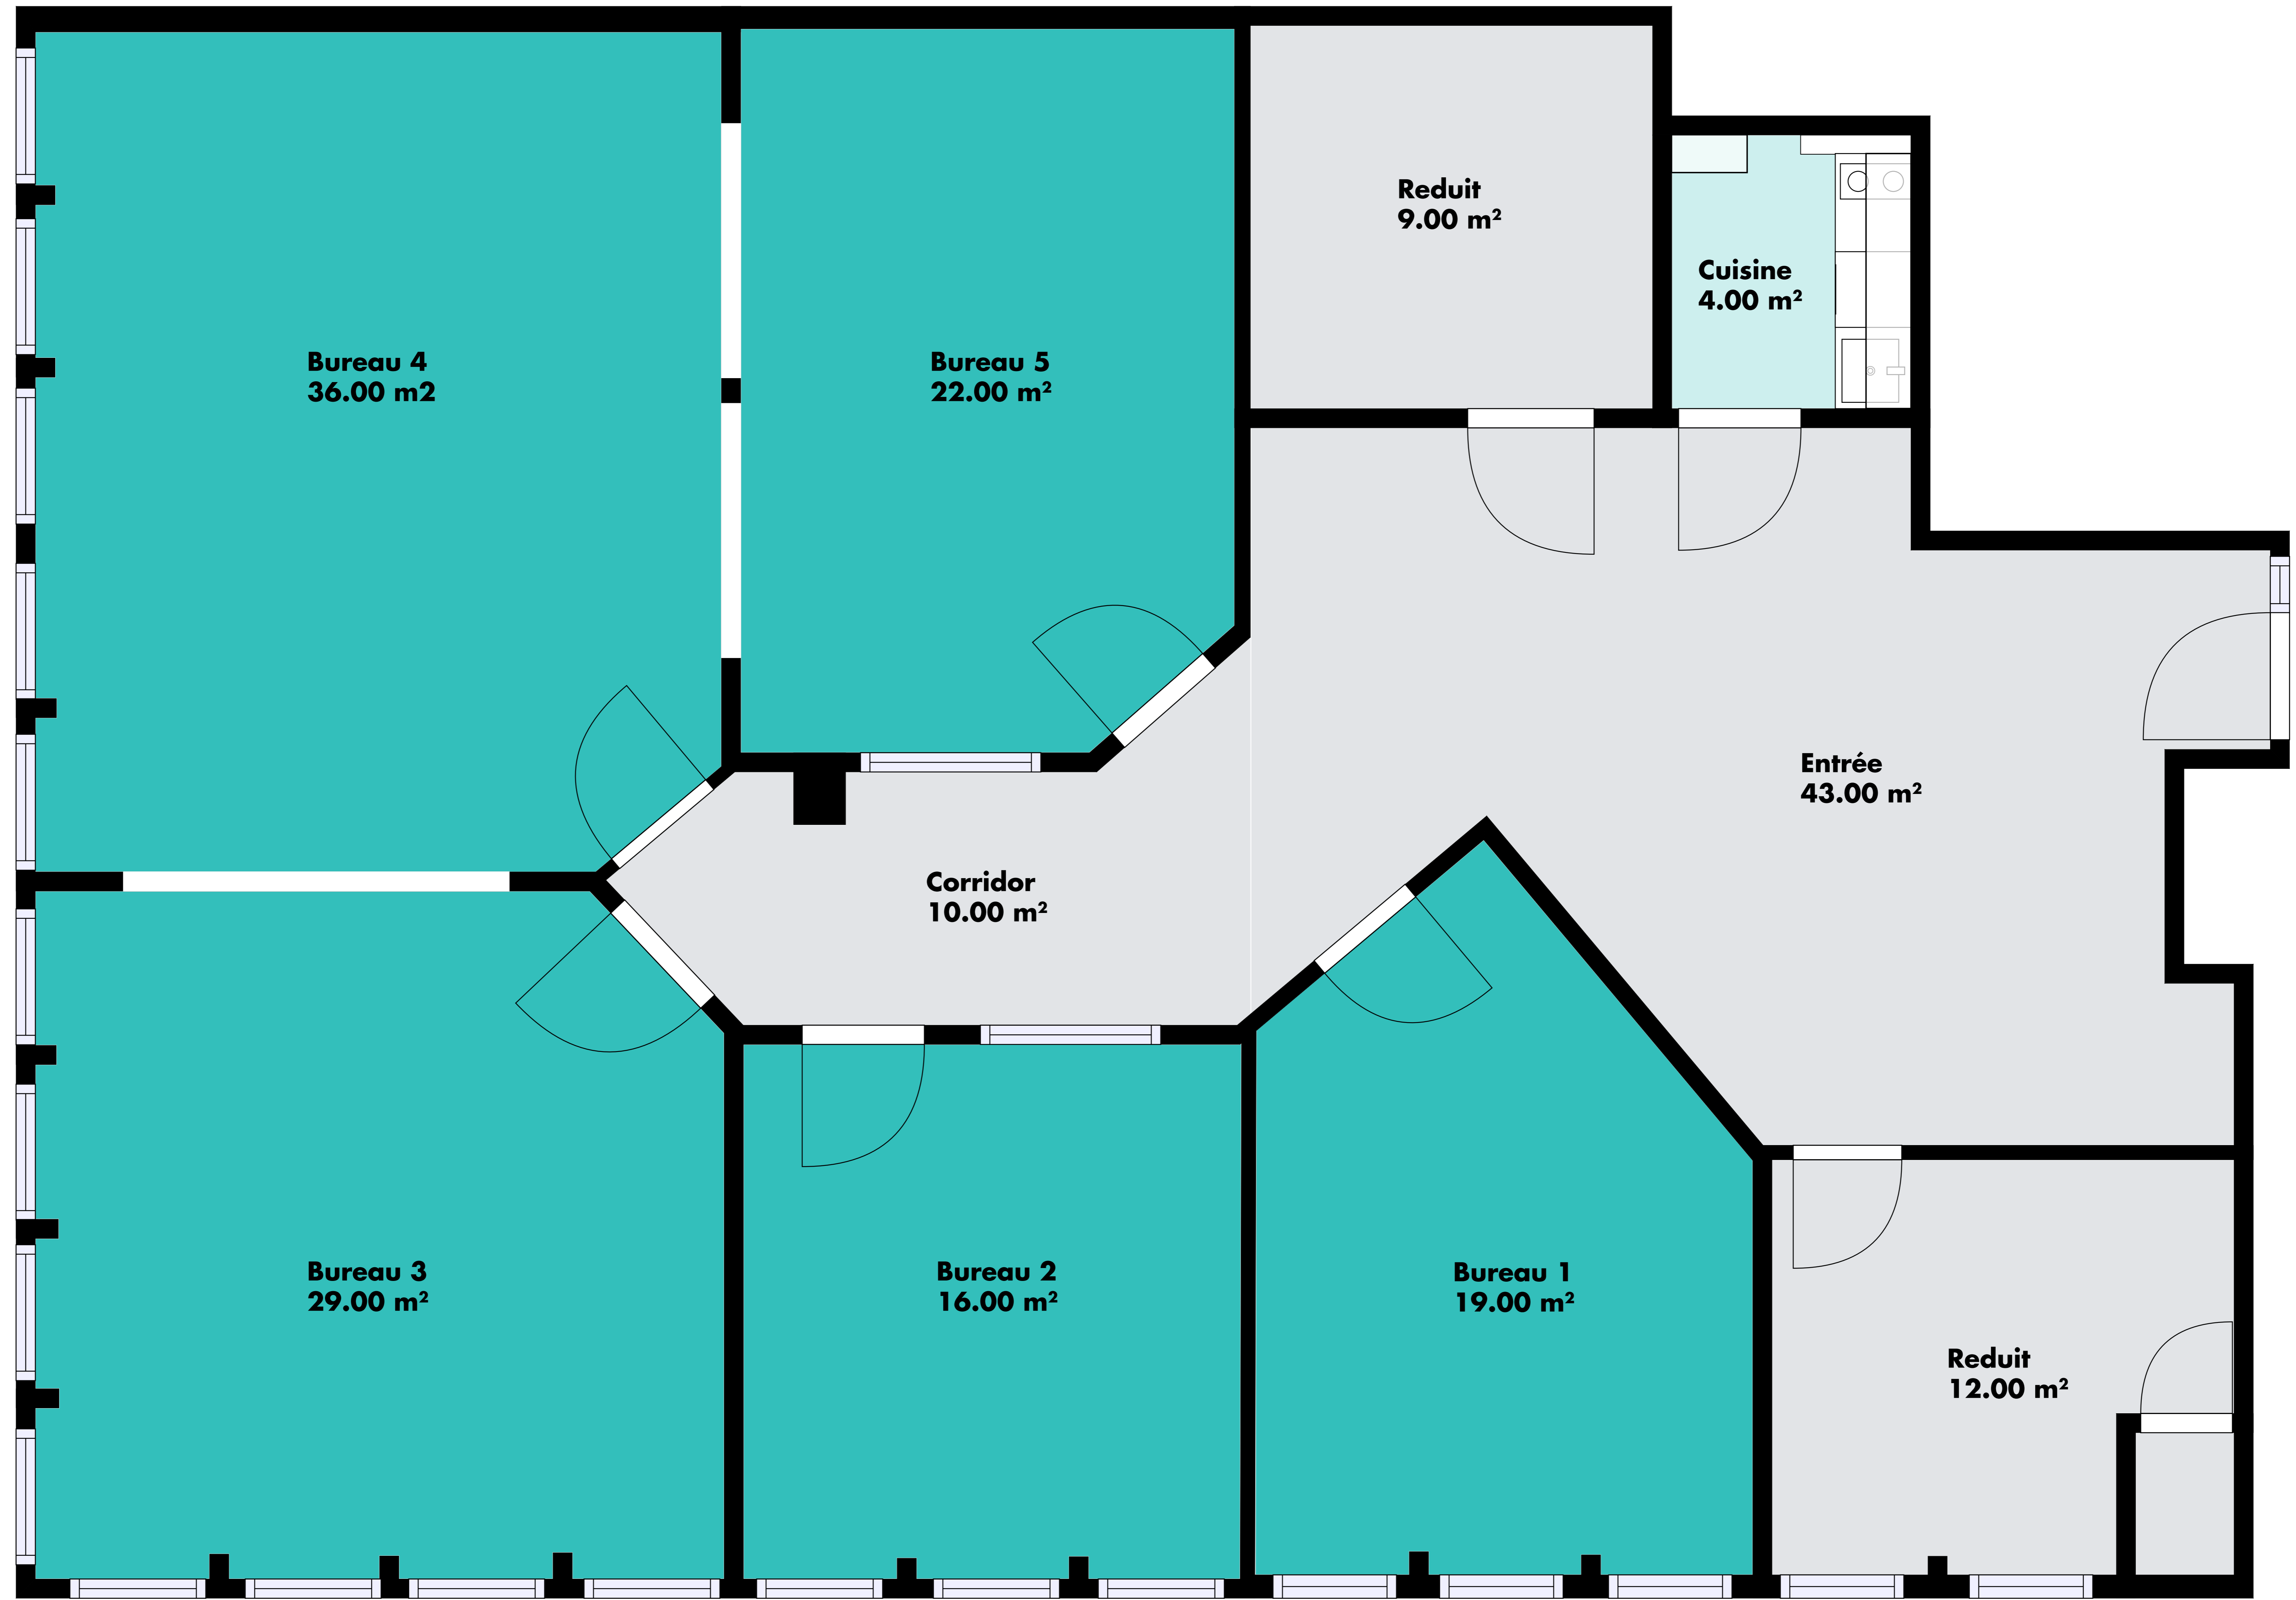 Reduit
9.00 m²
Cuisine
4.00 m²
Bureau 4
36.00 m2
Bureau 5
22.00 m²
Entrée
43.00 m²
Corridor
10.00 m²
Bureau 3
29.00 m²
Bureau 2
16.00 m²
Bureau 1
19.00 m²
Reduit
12.00 m²